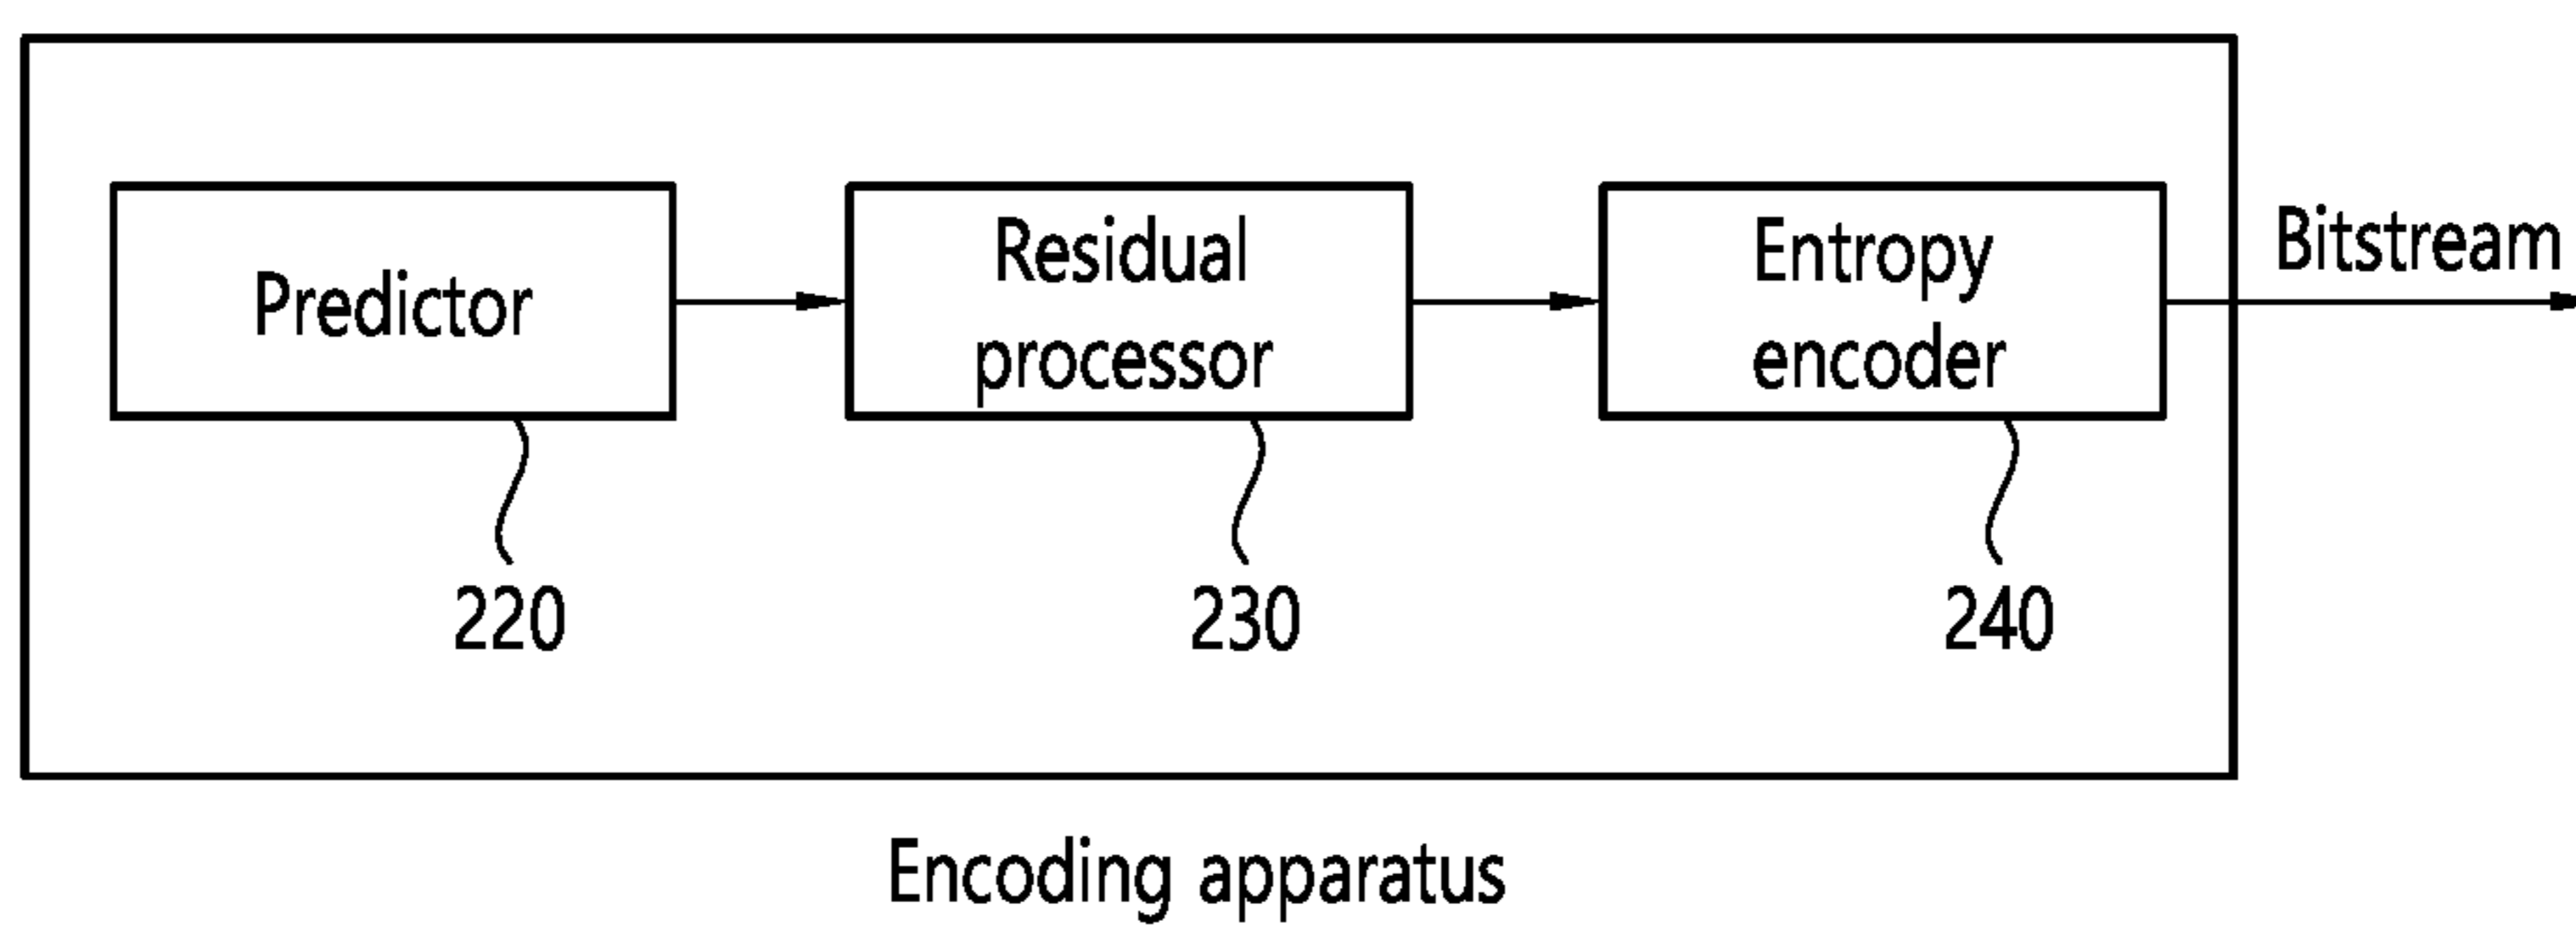 Predictor
Residual
processor
Entropy
encoder
Bitstream
220
230
240
Encoding apparatus